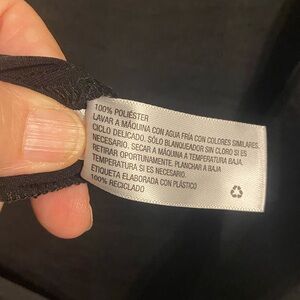 100% POLIÉSTER
LAVAR A MÁQUINA CON AGUA FRÍA CON COLORES SIMILARES.
CICLO DELICADO. SÓLO BLANQUEADOR SIN CLORO SI ES
NECESARIO. SECAR A MÁQUINA A TEMPERATURA BAJA.
RETIRAR OPORTUNAMENTE. PLANCHAR A BAJA
TEMPERATURA SI ES NECESARIO.
ETIQUETA ELABORADA CON PLÁSTICO
100% RECICLADO